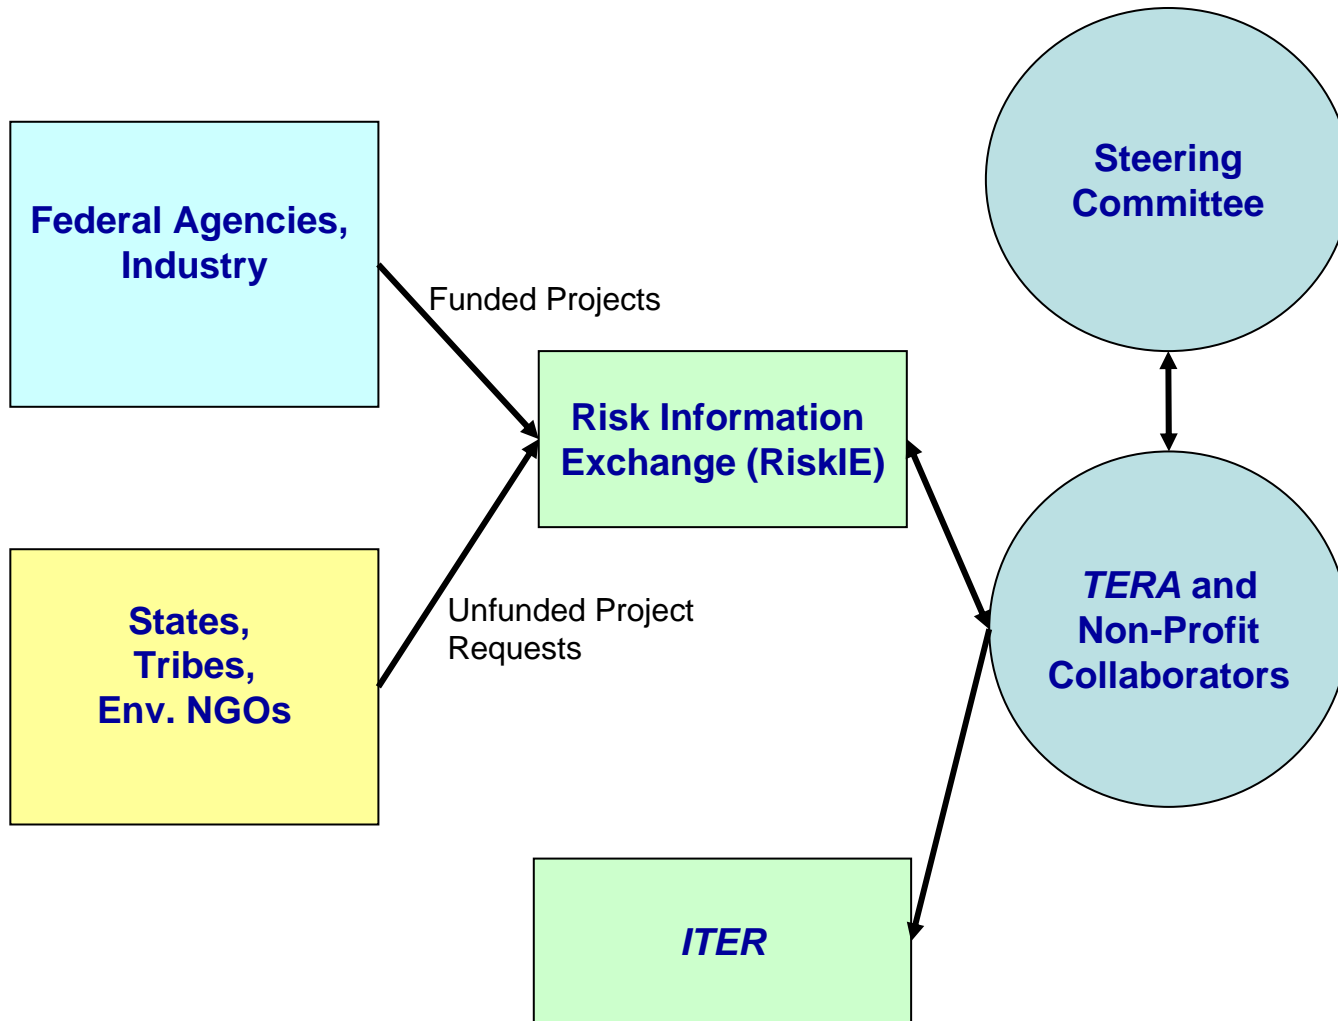 Steering
Committee
Federal Agencies,
Industry
Funded Projects
Risk Information
Exchange (RiskIE)
States,
Tribes,
Env. NGOs
Unfunded Project
Requests
TERA and
Non-Profit
Collaborators
ITER